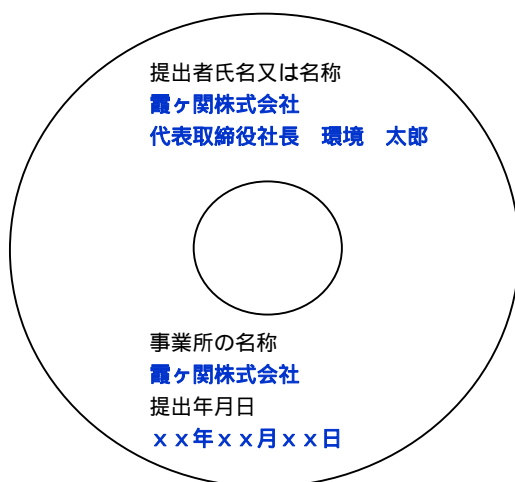 提出者氏名又は名称
霞ヶ関株式会社
代表取締役社長　環境　太郎
事業所の名称
霞ヶ関株式会社
提出年月日
ｘｘ年ｘｘ月ｘｘ日